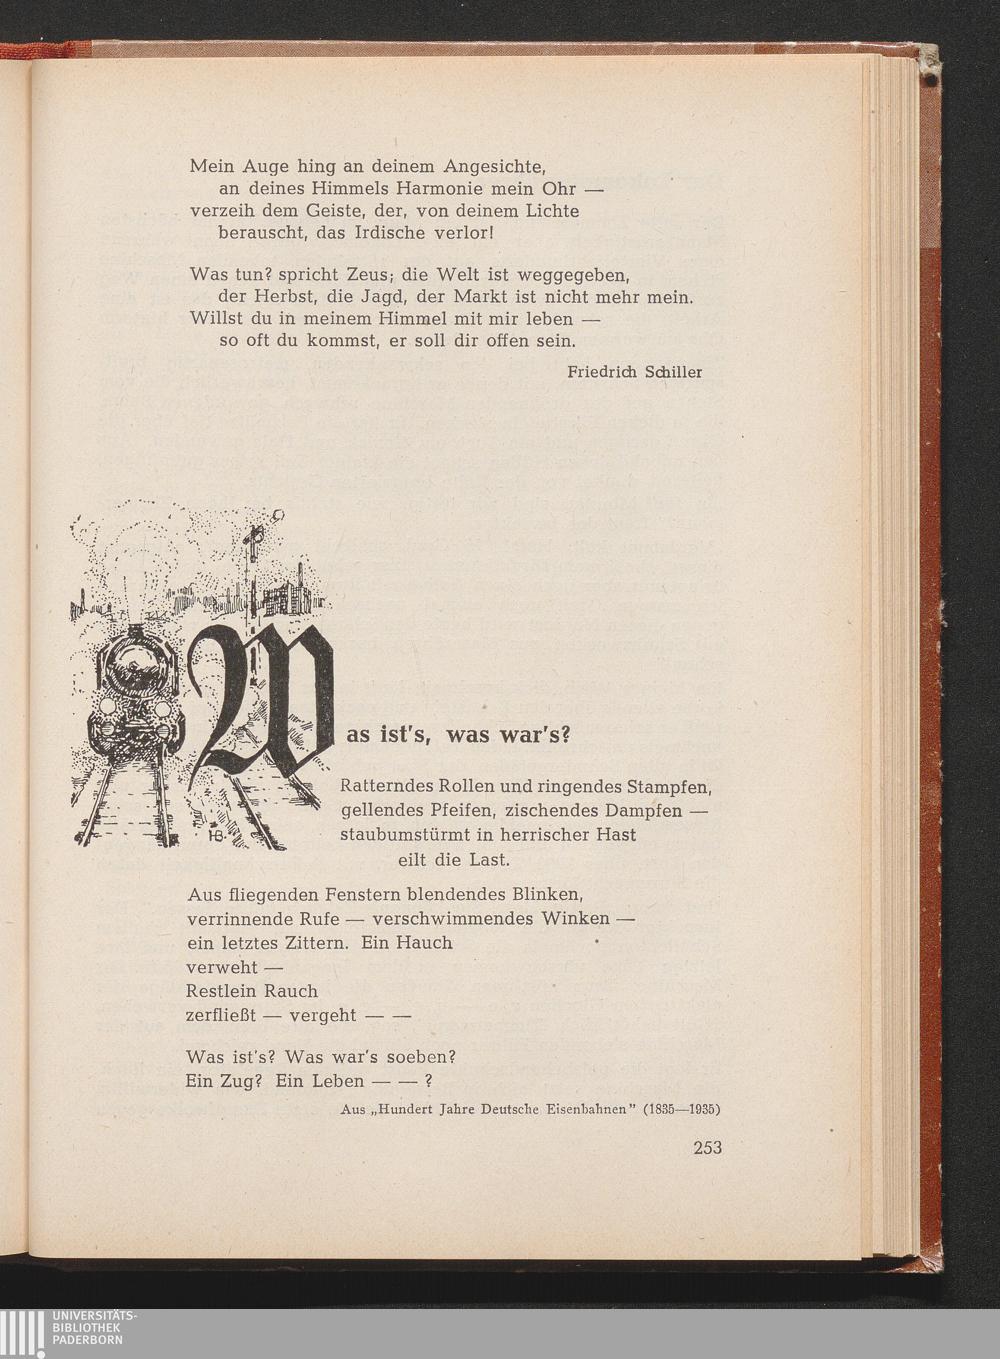 Mein Auge hing an deinem Angesichte,
an deines Himmels Harmonie mein Ohr —
verzeih dem Geiste, der, von deinem Lichte
berauscht, das Irdische verlor!
Was tun? spricht Zeus; die Welt ist weggegeben,
der Herbst, die Jagd, der Markt ist nicht mehr mein.
Willst du in meinem Himmel mit mir leben —
so oft du kommst, er soll dir offen sein.
Friedrich Schiller
Was ist's, was war's?
Ratterndes Rollen und ringendes Stampfen,
gellendes Pfeifen, zischendes Dampfen —
staubumstürmt in herrischer Hast
eilt die Last.
HB
Aus fliegenden Fenstern blendendes Blinken,
verrinnende Rufe — verschwimmendes Winken —
ein letztes Zittern. Ein Hauch
verweht —
Restlein Rauch
zerfließt — vergeht — —
Was ist's? Was war's soeben?
Ein Zug? Ein Leben — — ?
Aus „Hundert Jahre Deutsche Eisenbahnen" (1835—1935)
253
UNIVERSITÄTS-
BIBLIOTHEK
PADERBORN